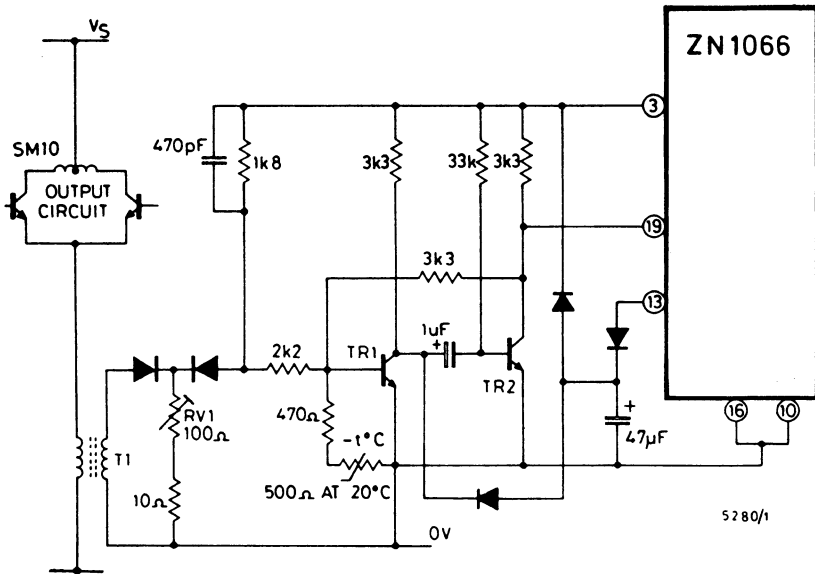 VS
ZN1066
3
SM10
470pF
1k8
3k3
33k
3k3
OUTPUT
CIRCUIT
19
3k3
13
1uF
+
2k2
TR1
TR2
16
10
RV1
100Ω
470Ω
+
47µF
-t°C
T1
10Ω
500Ω AT 20°C
5280/1
0V